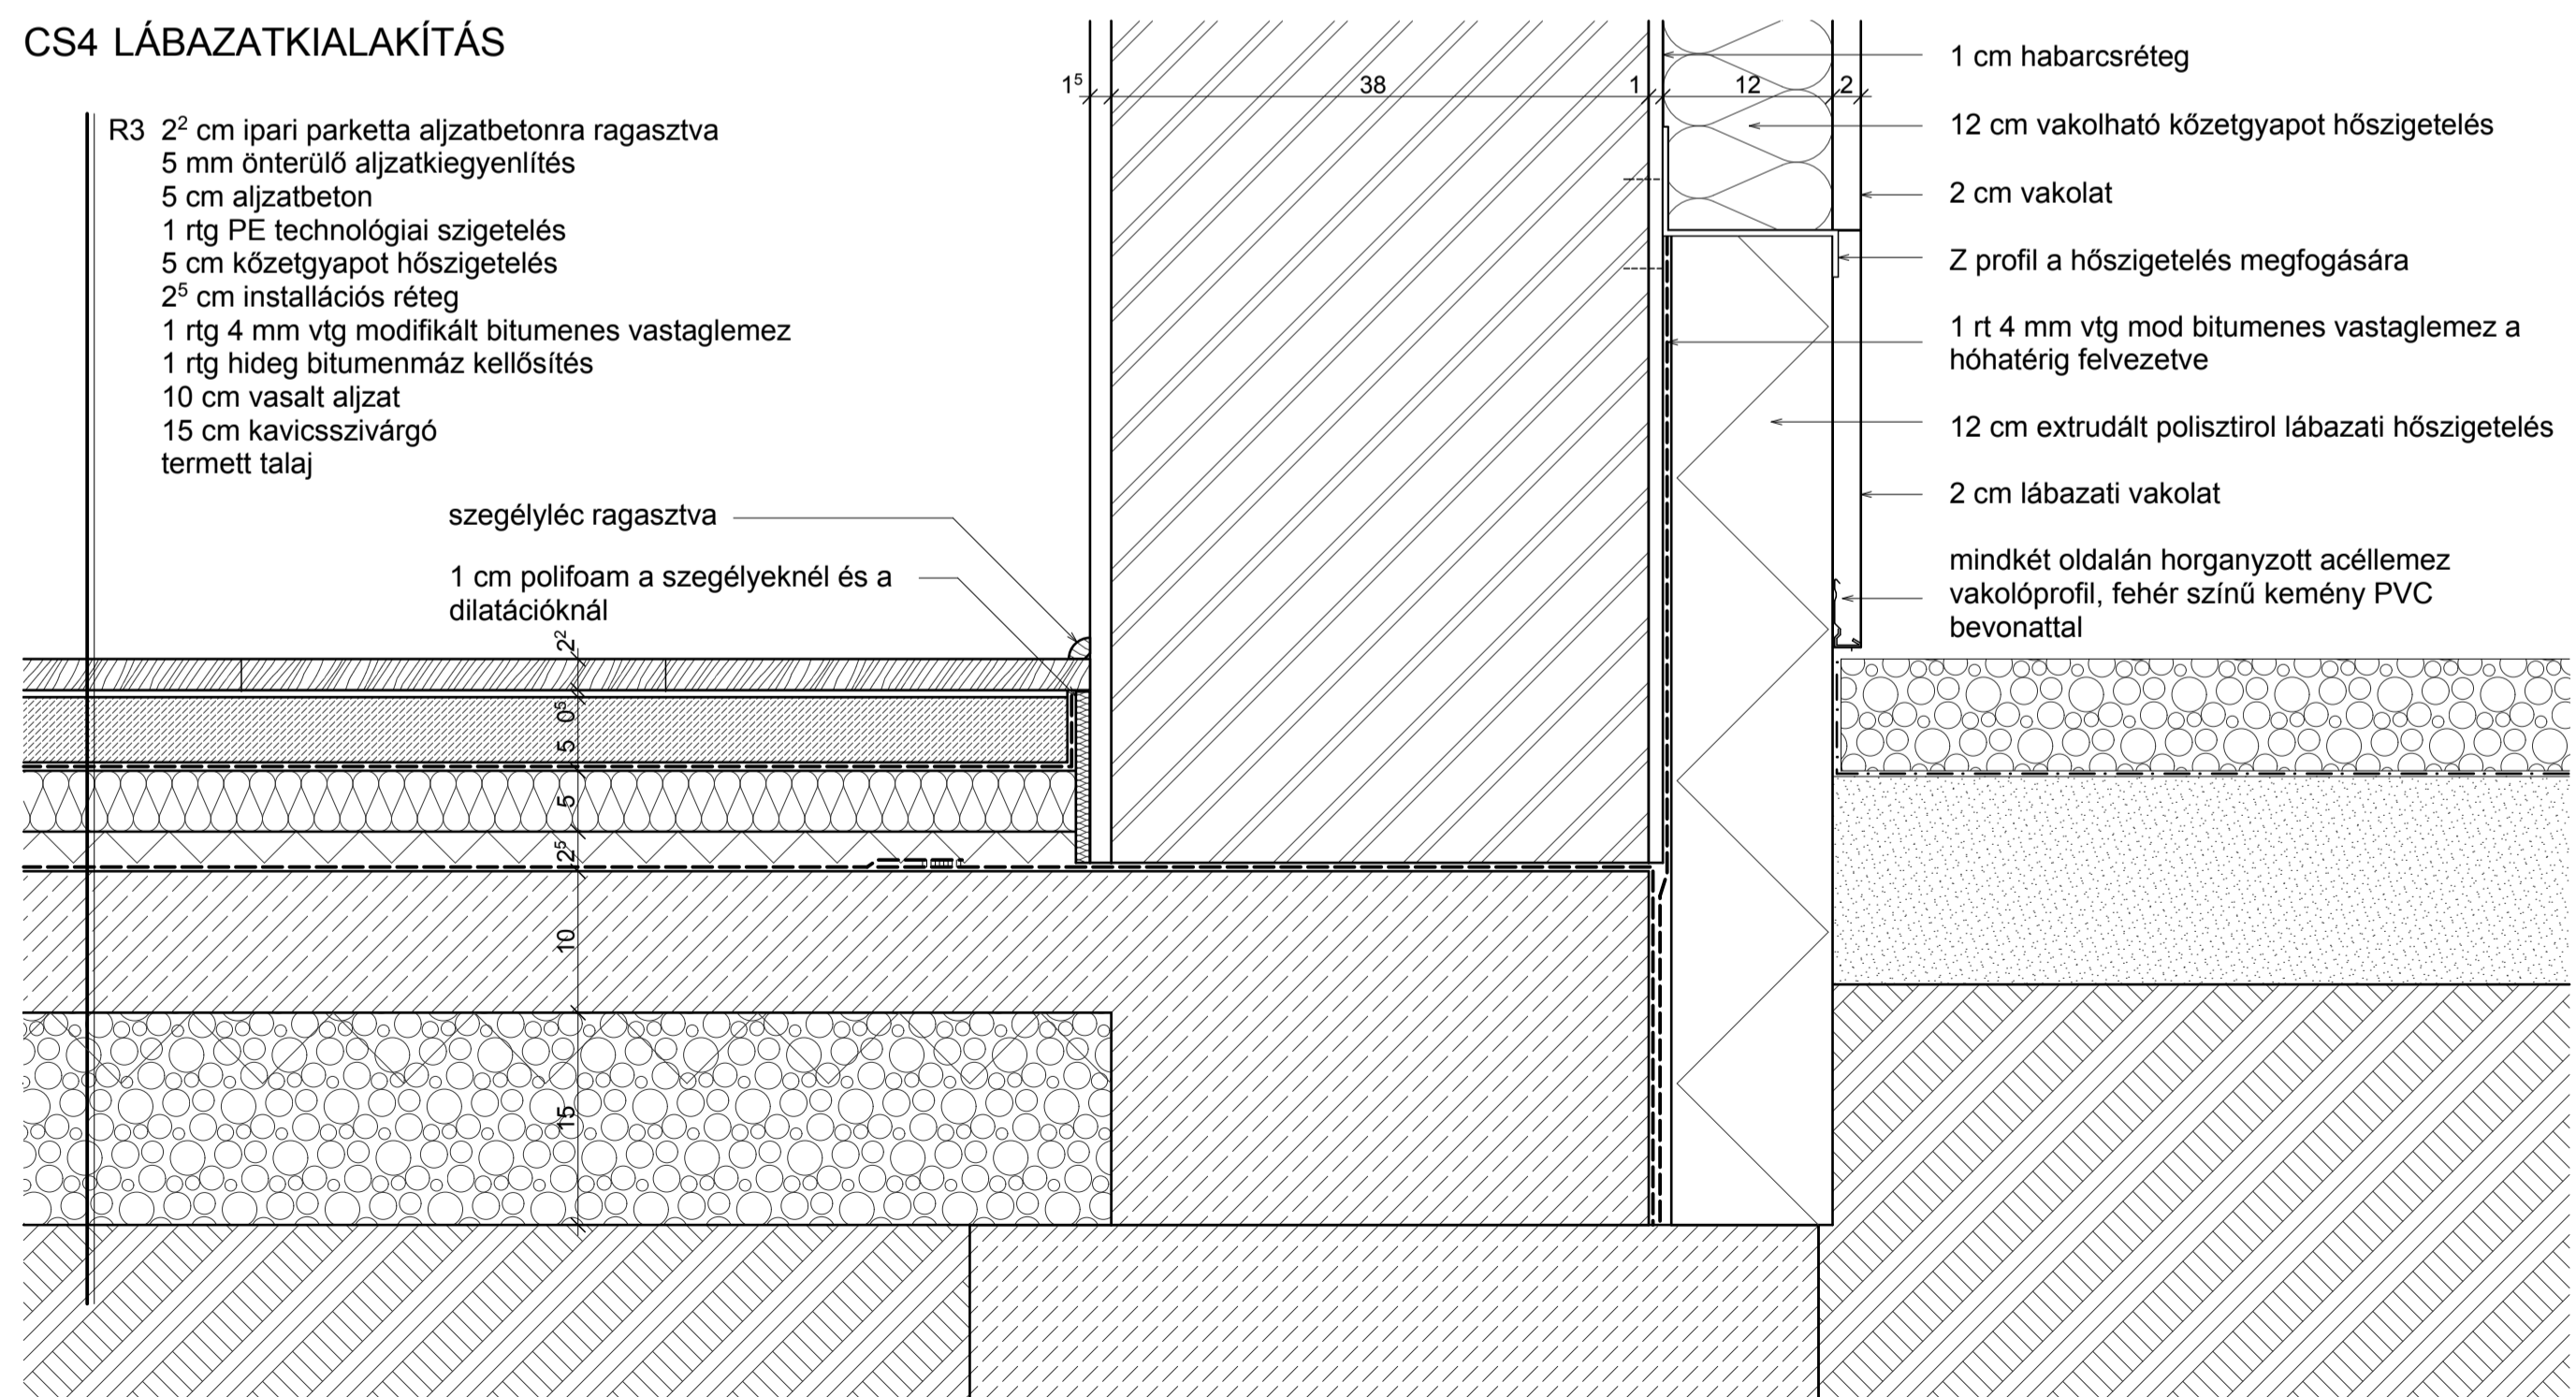 CS4 LÁBAZATKIALAKÍTÁS
R3 2² cm ipari parketta aljzatbetonra ragasztva
5 mm önterülő aljzatkiegyenlítés
5 cm aljzatbeton
1 rtg PE technológiai szigetelés
5 cm kőzetgyapot hőszigetelés
2⁵ cm installációs réteg
1 rtg 4 mm vtg modifikált bitumenes vastaglemez
1 rtg hideg bitumenmáz kellősítés
10 cm vasalt aljzat
15 cm kavicsszivárgó
termett talaj
szegélyléc ragasztva
1 cm polifoam a szegélyeknél és a
dilatációknál
1⁵ 38 1 12 2
1 cm habarcsréteg
12 cm vakolható kőzetgyapot hőszigetelés
2 cm vakolat
Z profil a hőszigetelés megfogására
1 rt 4 mm vtg mod bitumenes vastaglemez a
hóhatérig felvezetve
12 cm extrudált polisztirol lábazati hőszigetelés
2 cm lábazati vakolat
mindkét oldalán horganyzott acéllemez
vakolóprofil, fehér színű kemény PVC
bevonattal
2²
0⁵
5
5
2⁵
10
15